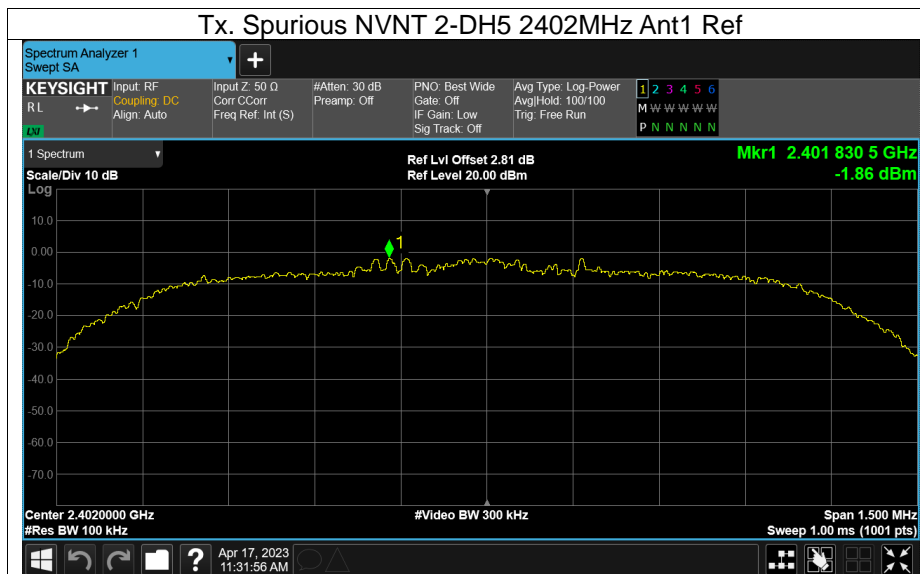 Tx. Spurious NVNT 2-DH5 2402MHz Ant1 Ref
Spectrum Analyzer 1
Swept SA
+
KEYSIGHT
R L
LXI
Input: RF
Coupling: DC
Align: Auto
Input Z: 50 Ω
Corr CCorr
Freq Ref: Int (S)
#Atten: 30 dB
Preamp: Off
PNO: Best Wide
Gate: Off
IF Gain: Low
Sig Track: Off
Avg Type: Log-Power
Avg|Hold: 100/100
Trig: Free Run
1 2 3 4 5 6
M W W W W W
P N N N N N
1 Spectrum
Scale/Div 10 dB
Log
Ref Lvl Offset 2.81 dB
Ref Level 20.00 dBm
Mkr1 2.401 830 5 GHz
-1.86 dBm
10.0
0.00
-10.0
-20.0
-30.0
-40.0
-50.0
-60.0
-70.0
1
Center 2.4020000 GHz
#Res BW 100 kHz
#Video BW 300 kHz
Span 1.500 MHz
Sweep 1.00 ms (1001 pts)
?
Apr 17, 2023
11:31:56 AM